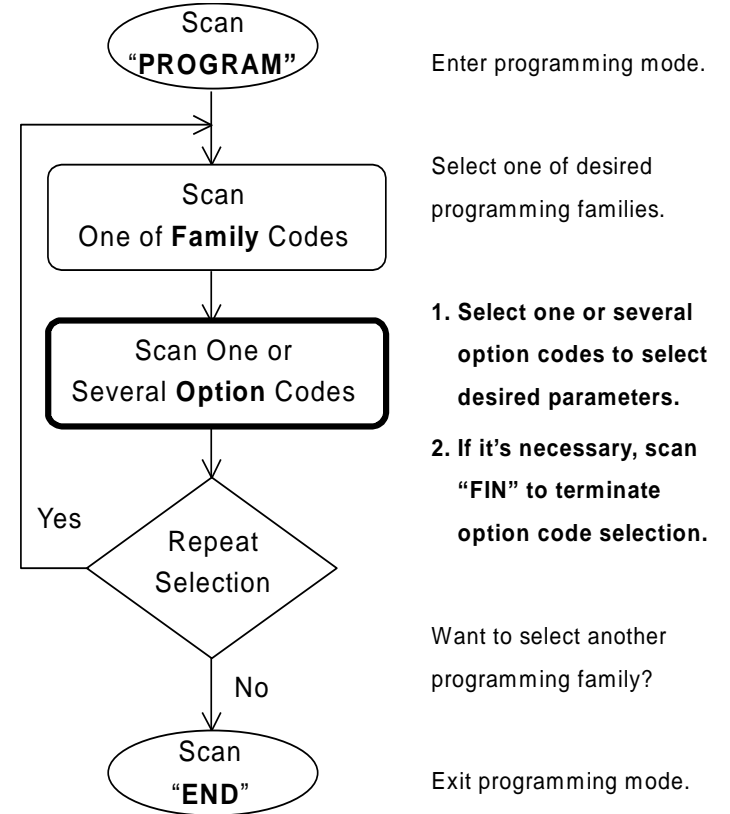 Scan
“PROGRAM”
Enter programming mode.
Scan
One of Family Codes
Select one of desired
programming families.
Scan One or
Several Option Codes
1. Select one or several
option codes to select
desired parameters.
2. If it’s necessary, scan
“FIN” to terminate
option code selection.
Yes
Repeat
Selection
Want to select another
programming family?
No
Scan
“END”
Exit programming mode.